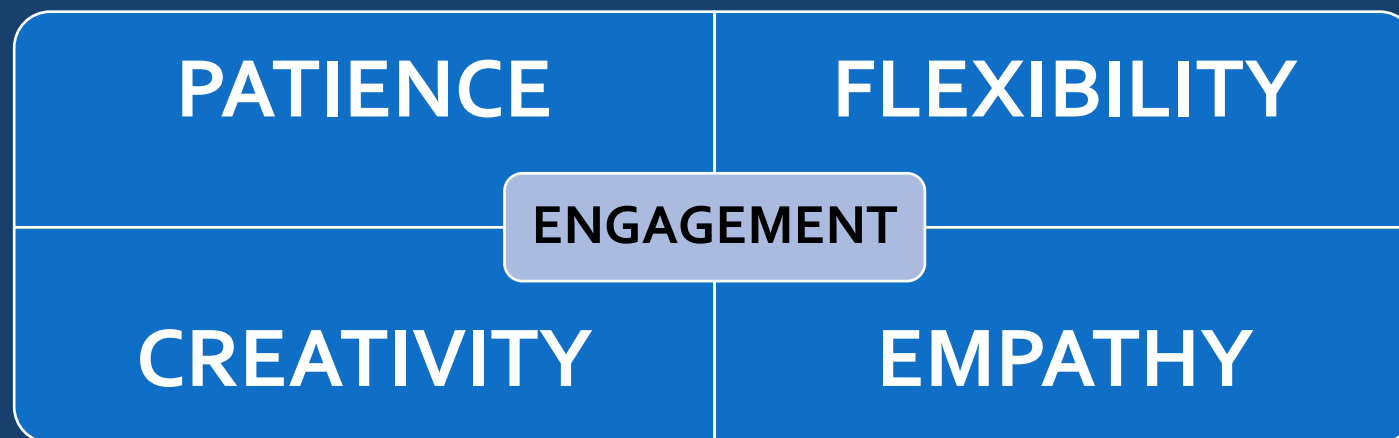 PATIENCE
FLEXIBILITY
ENGAGEMENT
CREATIVITY
EMPATHY